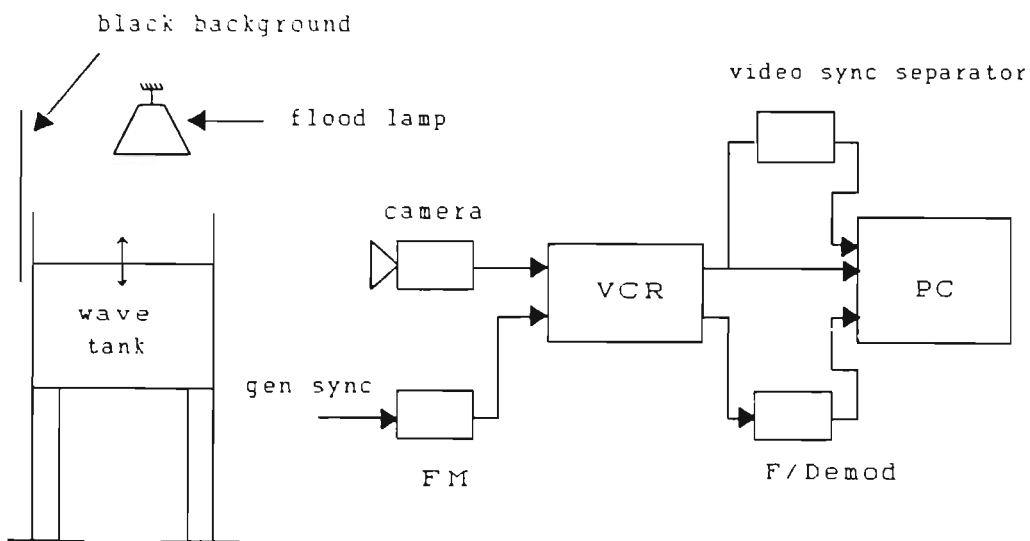 black background
video sync separator
flood lamp
camera
VCR
PC
wave
tank
gen sync
FM
F/Demod